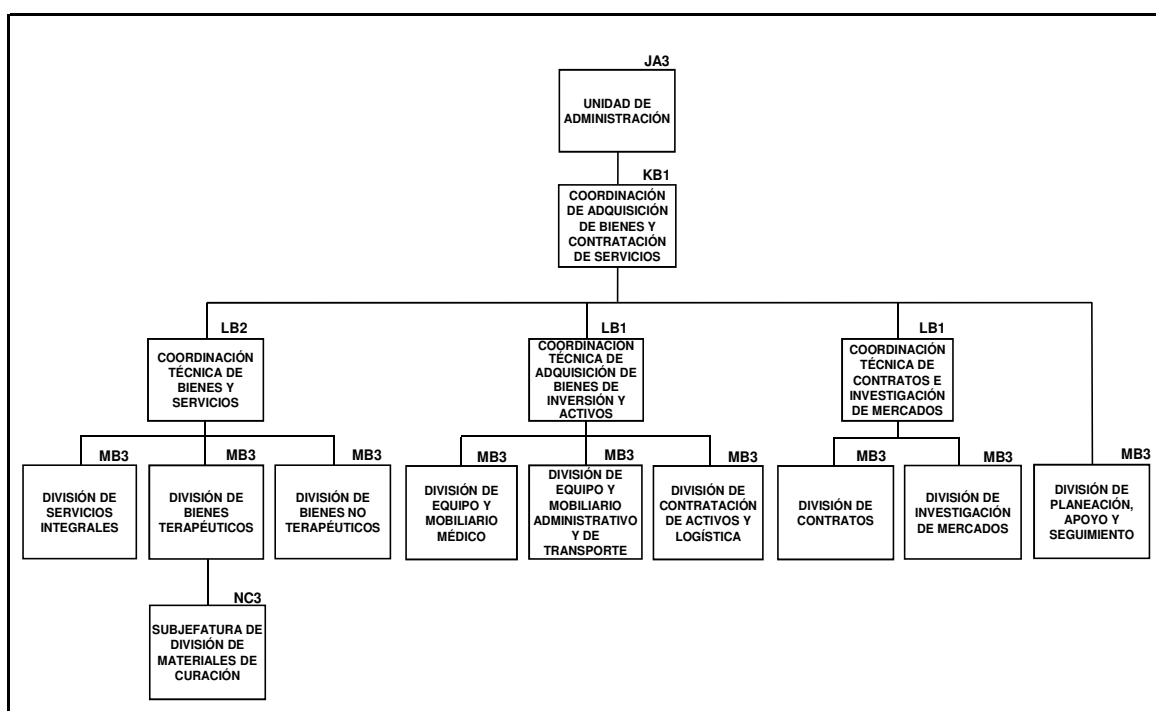 JA3
UNIDAD DE
ADMINISTRACIÓN
KB1
COORDINACIÓN
DE ADQUISICIÓN
DE BIENES Y
CONTRATACIÓN
DE SERVICIOS
LB2
COORDINACIÓN
TÉCNICA DE
BIENES Y
SERVICIOS
LB1
COORDINACION
TÉCNICA DE
ADQUISICIÓN DE
BIENES DE
INVERSIÓN Y
ACTIVOS
LB1
COORDINACIÓN
TÉCNICA DE
CONTRATOS E
INVESTIGACIÓN
DE MERCADOS
MB3
DIVISIÓN DE
SERVICIOS
INTEGRALES
MB3
DIVISIÓN DE
BIENES
TERAPÉUTICOS
MB3
DIVISIÓN DE
BIENES NO
TERAPÉUTICOS
MB3
DIVISIÓN DE
EQUIPO Y
MOBILIARIO
MÉDICO
MB3
DIVISIÓN DE
EQUIPO Y
MOBILIARIO
ADMINISTRATIVO
Y DE
TRANSPORTE
MB3
DIVISIÓN DE
CONTRATACIÓN
DE ACTIVOS Y
LOGÍSTICA
MB3
DIVISIÓN DE
CONTRATOS
MB3
DIVISIÓN DE
INVESTIGACIÓN
DE MERCADOS
MB3
DIVISIÓN DE
PLANEACIÓN,
APOYO Y
SEGUIMIENTO
NC3
SUBJEFATURA DE
DIVISIÓN DE
MATERIALES DE
CURACIÓN